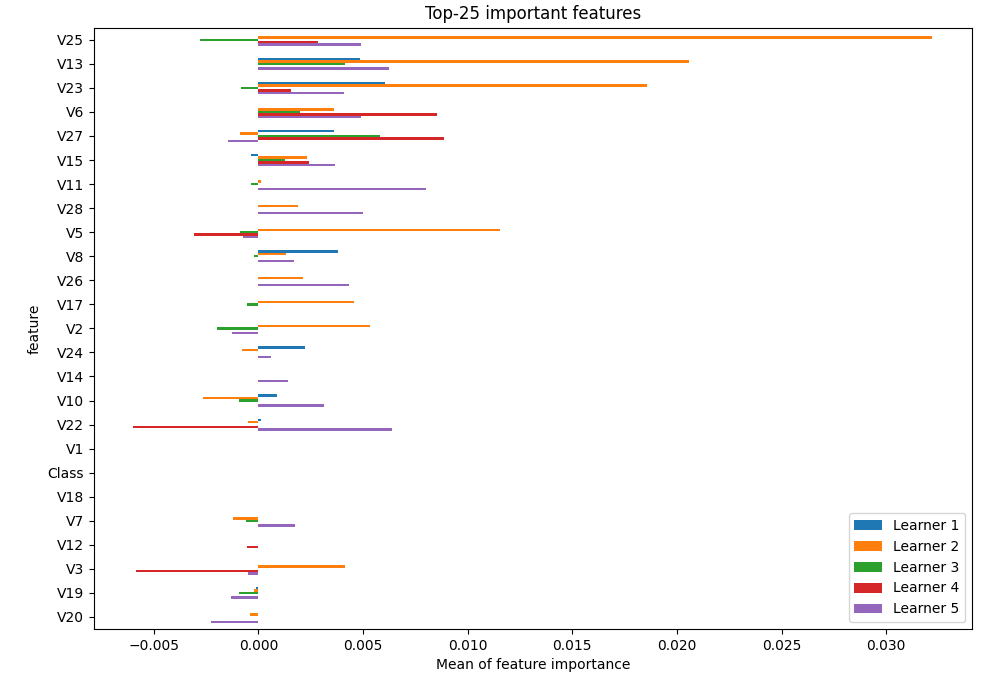 Top-25 important features
V25
V13
V23
V6
V27
V15
V11
V28
V5
V8
V26
V17
V2
V24
V14
V10
V22
V1
Class
V18
V7
V12
V3
V19
V20
feature
Learner 1
Learner 2
Learner 3
Learner 4
Learner 5
−0.005 0.000 0.005 0.010 0.015 0.020 0.025 0.030
Mean of feature importance